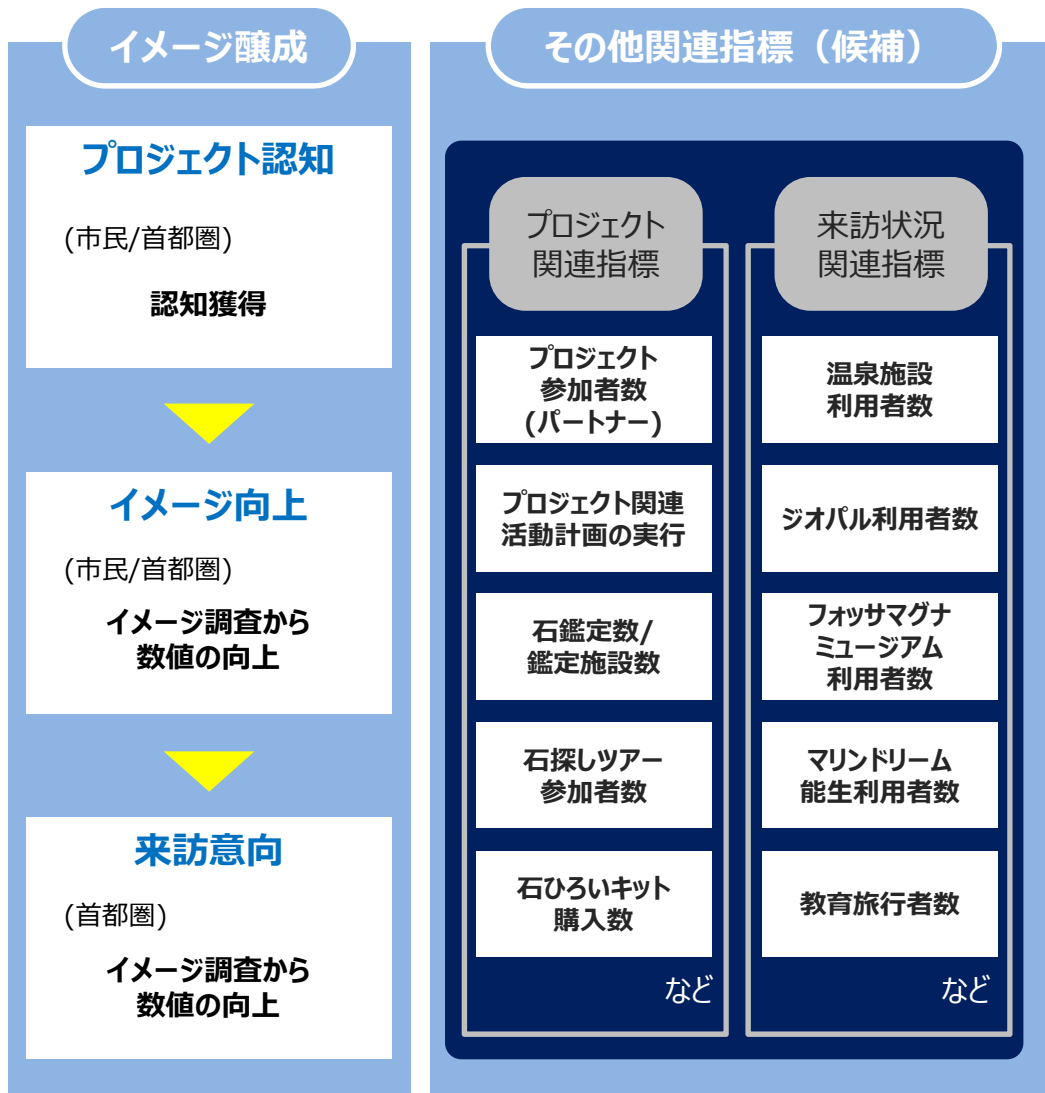 イメージ醸成
プロジェクト認知
(市民/首都圏)
認知獲得
イメージ向上
(市民/首都圏)
イメージ調査から
数値の向上
来訪意向
(首都圏)
イメージ調査から
数値の向上
その他関連指標（候補）
プロジェクト
関連指標
プロジェクト
参加者数
(パートナー)
プロジェクト関連
活動計画の実行
石鑑定数/
鑑定施設数
石探しツアー
参加者数
石ひろいキット
購入数
など
来訪状況
関連指標
温泉施設
利用者数
ジオパル利用者数
フォッサマグナ
ミュージアム
利用者数
マリンドリーム
能生利用者数
教育旅行者数
など